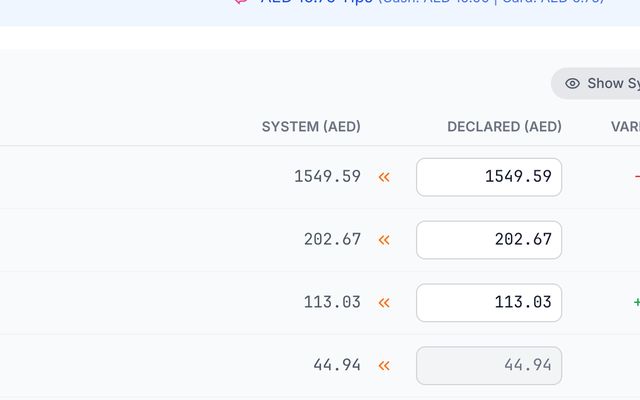 Show Sy
SYSTEM (AED) DECLARED (AED) VARI
1549.59 « 1549.59 -
202.67 « 202.67
113.03 « 113.03 +
44.94 « 44.94